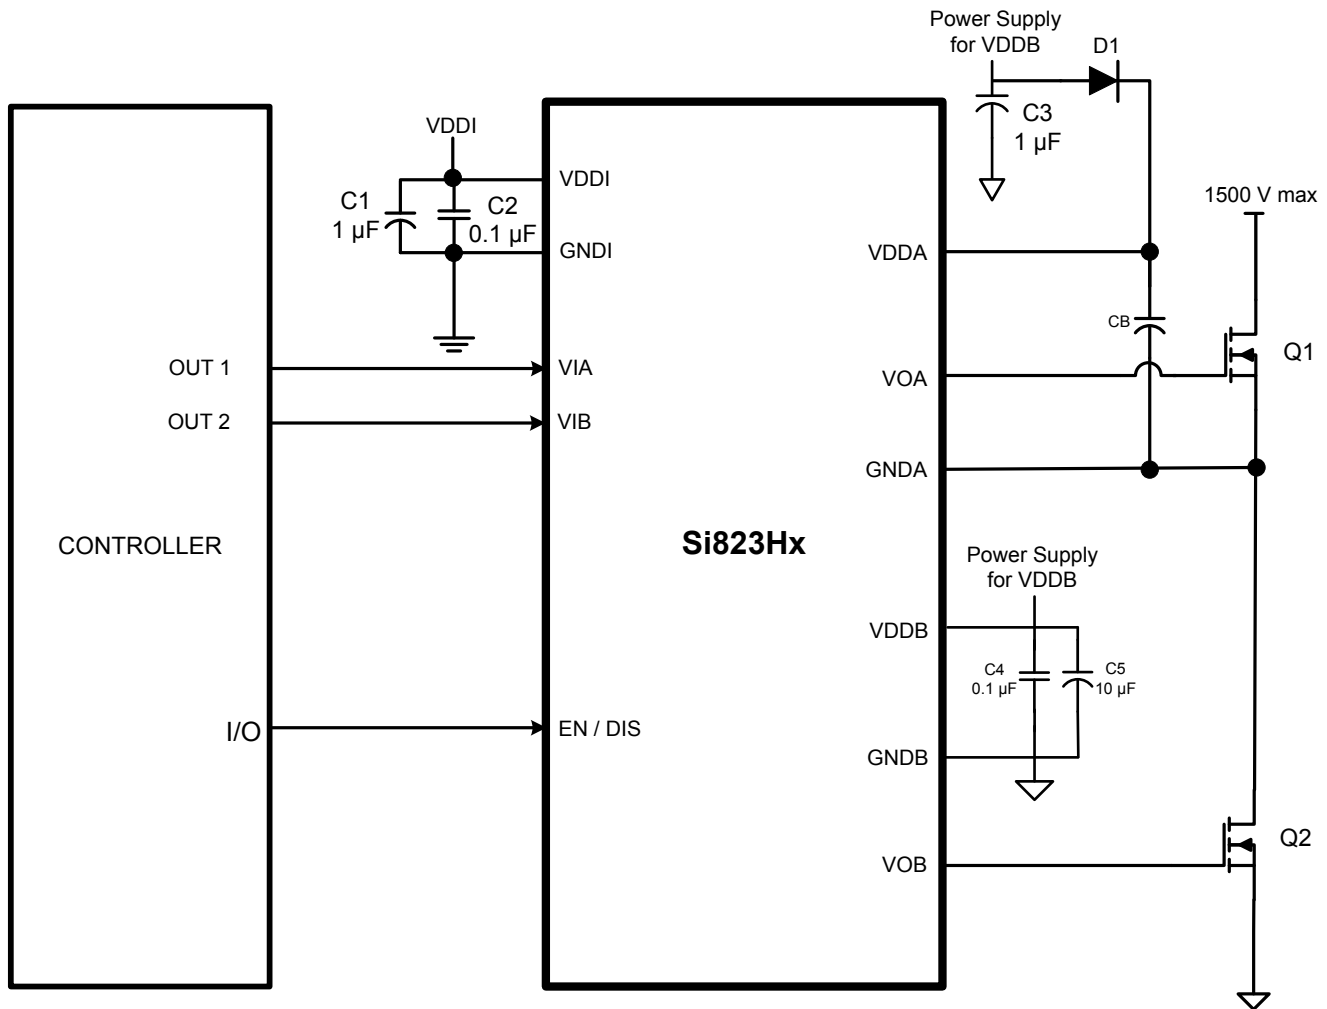 Power Supply
for VDDB
D1
C3
1 µF
VDDI
VDDI
C1
1 µF
C2
0.1 µF
GNDI
1500 V max
VDDA
CB
OUT 1
VIA
VOA
Q1
OUT 2
VIB
GNDA
CONTROLLER
Si823Hx
Power Supply
for VDDB
VDDB
C4
0.1 µF
C5
10 µF
I/O
EN / DIS
GNDB
Q2
VOB